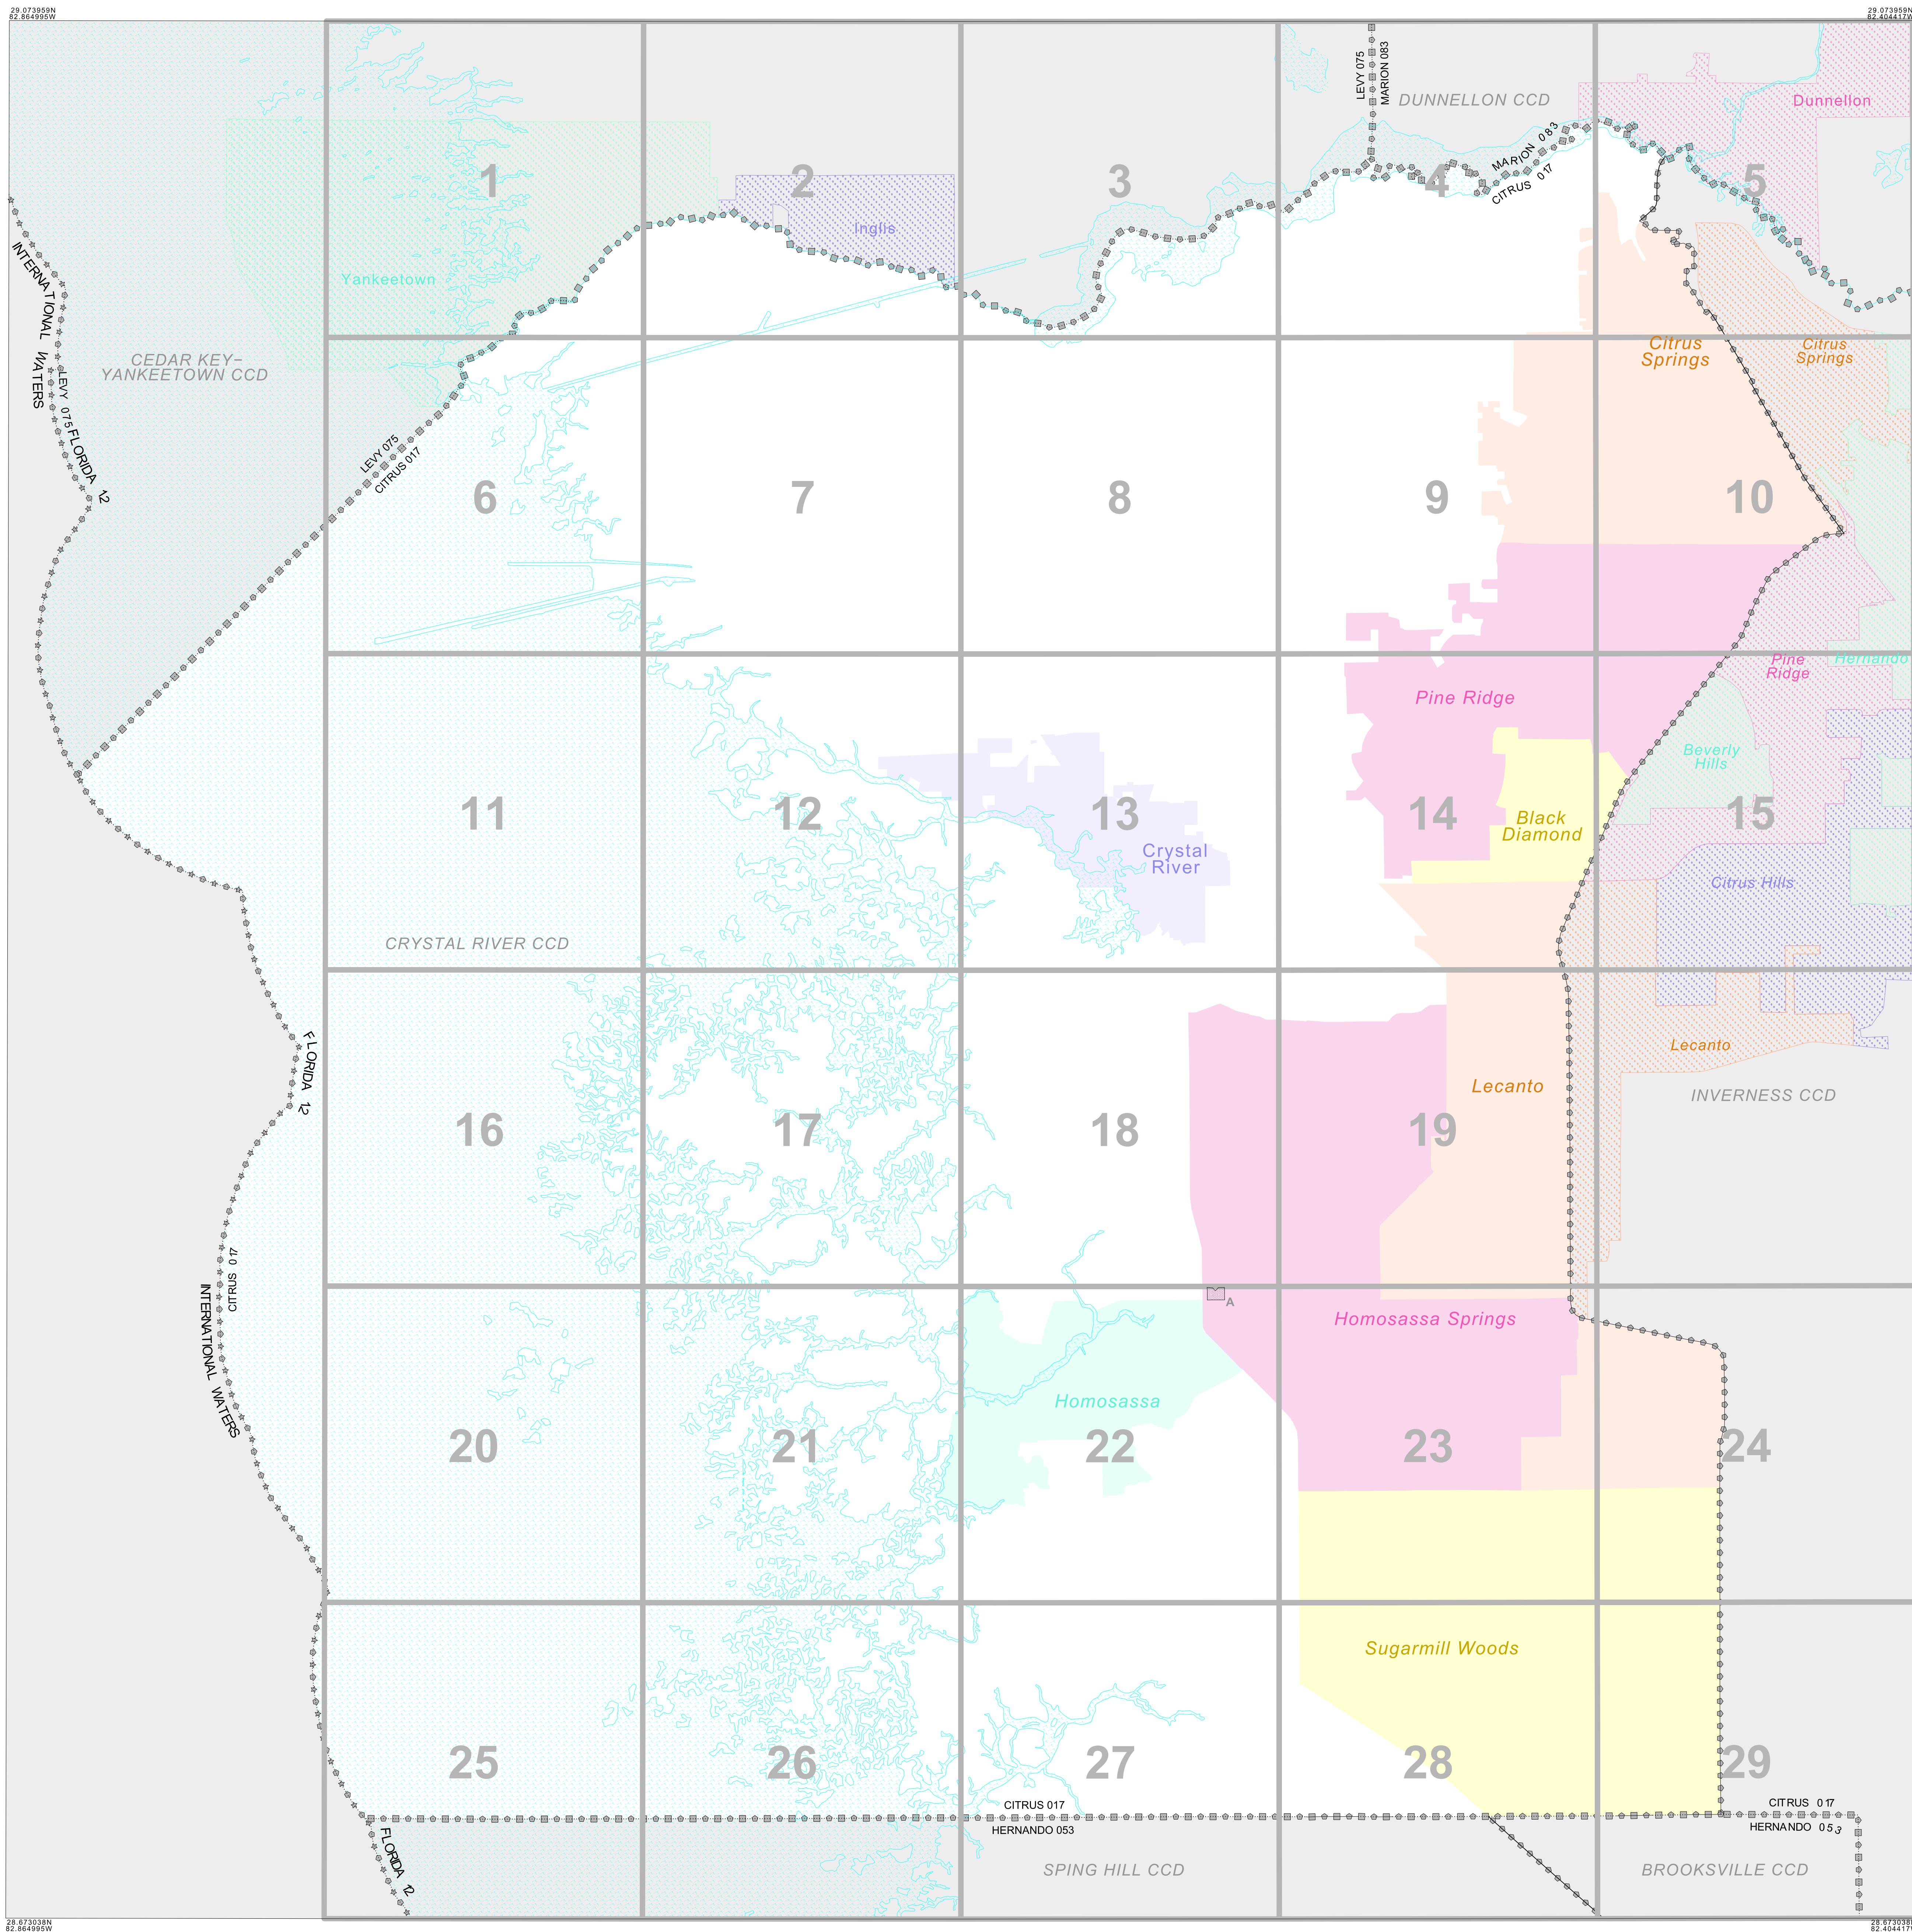 29.073959N
82.864995W
29.073959N
82.404417W
LEVY 075
MARION 083
DUNNELLON CCD
Dunnellon
MARION 083
CITRUS 017
1
2
3
4
5
Inglis
Yankeetown
INTERNATIONAL WATERS
LEVY 075
FLORIDA 12
CEDAR KEY–
YANKEETOWN CCD
Citrus
Springs
Citrus
Springs
LEVY 075
CITRUS 017
6
7
8
9
10
Pine
Ridge
Hernando
Pine Ridge
Beverly
Hills
11
12
13
14
15
Black
Diamond
Crystal
River
Citrus Hills
CRYSTAL RIVER CCD
FLORIDA 12
Lecanto
Lecanto
INVERNESS CCD
16
17
18
19
CITRUS 017
INTERNATIONAL WATERS
A
Homosassa Springs
Homosassa
20
21
22
23
24
Sugarmill Woods
25
26
27
28
29
CITRUS 017
HERNANDO 053
CITRUS 017
HERNANDO 053
FLORIDA 12
SPING HILL CCD
BROOKSVILLE CCD
28.673038N
82.864995W
28.673038N
82.404417W